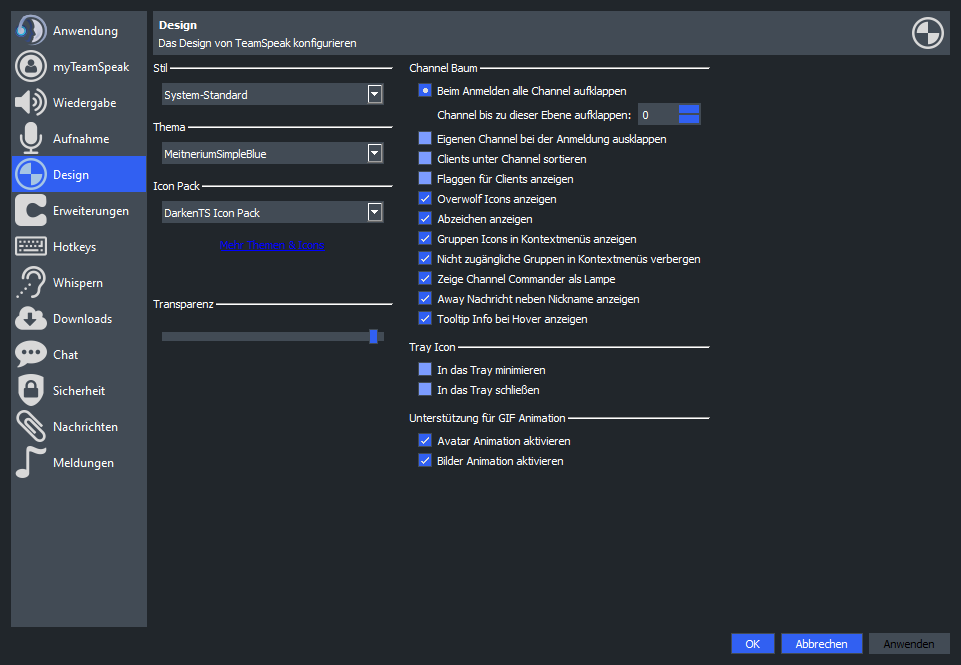 Anwendung
myTeamSpeak
Wiedergabe
Aufnahme
Design
Erweiterungen
Hotkeys
Whispern
Downloads
Chat
Sicherheit
Nachrichten
Meldungen
Design
Das Design von TeamSpeak konfigurieren
Stil
System-Standard
Thema
MeitneriumSimpleBlue
Icon Pack
DarkenTS Icon Pack
Mehr Themen & Icons
Transparenz
Channel Baum
Beim Anmelden alle Channel aufklappen
Channel bis zu dieser Ebene aufklappen: 0
Eigenen Channel bei der Anmeldung ausklappen
Clients unter Channel sortieren
Flaggen für Clients anzeigen
Overwolf Icons anzeigen
Abzeichen anzeigen
Gruppen Icons in Kontextmenüs anzeigen
Nicht zugängliche Gruppen in Kontextmenüs verbergen
Zeige Channel Commander als Lampe
Away Nachricht neben Nickname anzeigen
Tooltip Info bei Hover anzeigen
Tray Icon
In das Tray minimieren
In das Tray schließen
Unterstützung für GIF Animation
Avatar Animation aktivieren
Bilder Animation aktivieren
OK
Abbrechen
Anwenden